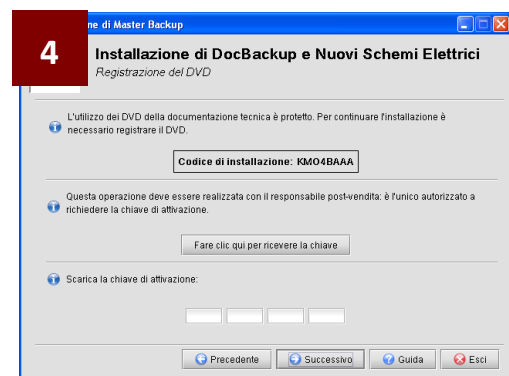 ne di Master Backup
4
Installazione di DocBackup e Nuovi Schemi Elettrici
Registrazione del DVD
L'utilizzo dei DVD della documentazione tecnica è protetto. Per continuare l'installazione è
necessario registrare il DVD.
Codice di installazione: KMO4BAAA
Questa operazione deve essere realizzata con il responsabile post-vendita: è l'unico autorizzato a
richiedere la chiave di attivazione.
Fare clic qui per ricevere la chiave
Scarica la chiave di attivazione:
Precedente
Successivo
Guida
Esci